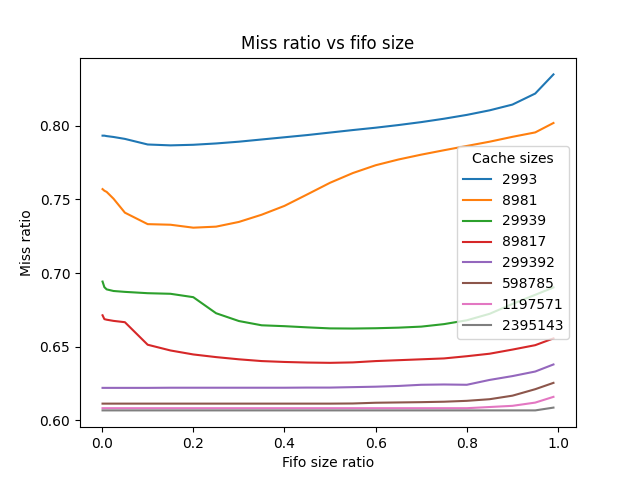 Miss ratio vs fifo size
Miss ratio
0.80
0.75
0.70
0.65
0.60
Cache sizes
2993
8981
29939
89817
299392
598785
1197571
2395143
0.0 0.2 0.4 0.6 0.8 1.0
Fifo size ratio